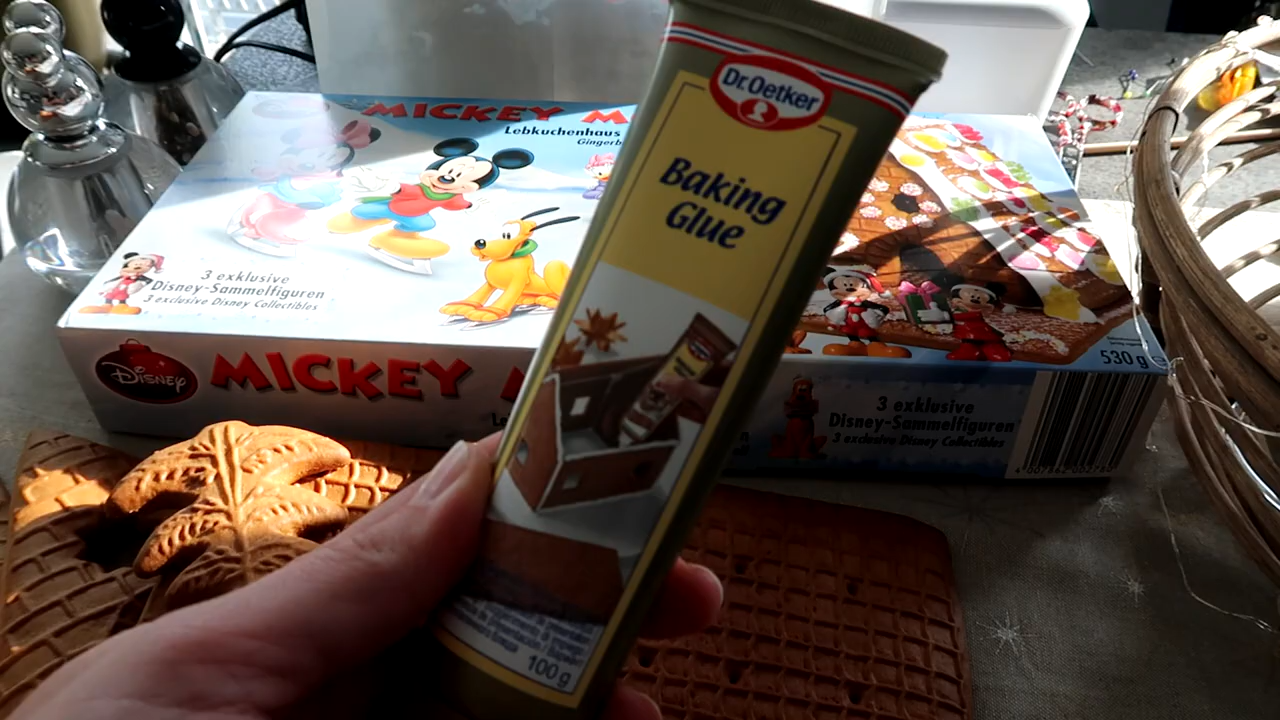 MICKEY
Lebkuchenhaus
3 exklusive
Disney-Sammelfiguren
3 exclusive Disney Collectibles
DISNEY
MICKEY
Dr.Oetker
Baking
Glue
100g
530 g
3 exklusive
Disney-Sammelfiguren
3 exclusive Disney Collectibles